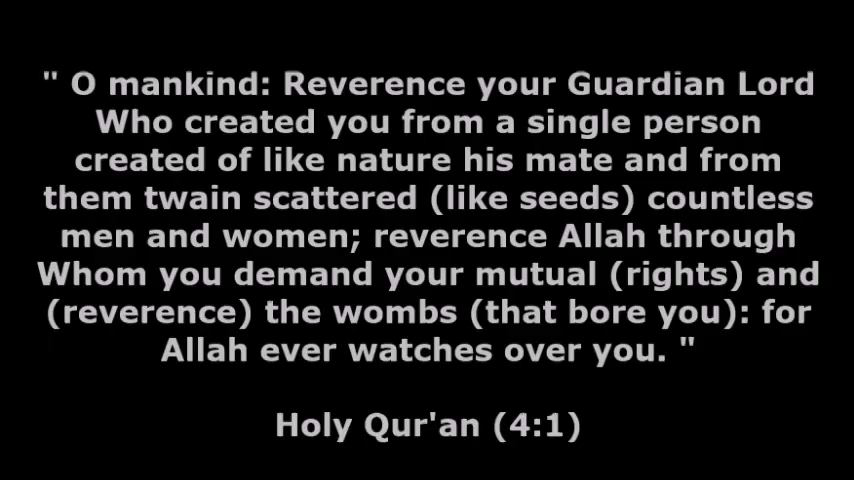 " O mankind: Reverence your Guardian Lord
Who created you from a single person
created of like nature his mate and from
them twain scattered (like seeds) countless
men and women; reverence Allah through
Whom you demand your mutual (rights) and
(reverence) the wombs (that bore you): for
Allah ever watches over you. "
Holy Qur'an (4:1)